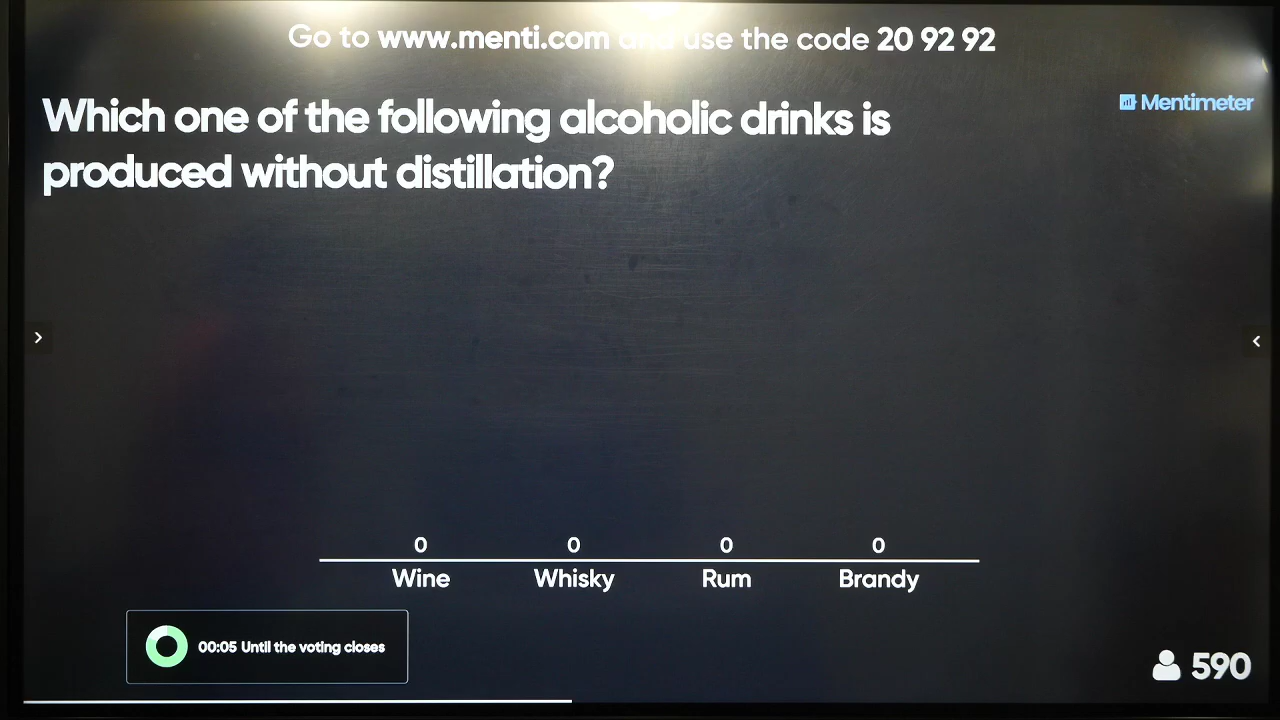 Go to www.menti.com and use the code 20 92 92
Mentimeter
Which one of the following alcoholic drinks is
produced without distillation?
0 0 0 0
Wine Whisky Rum Brandy
00:05 Until the voting closes
590